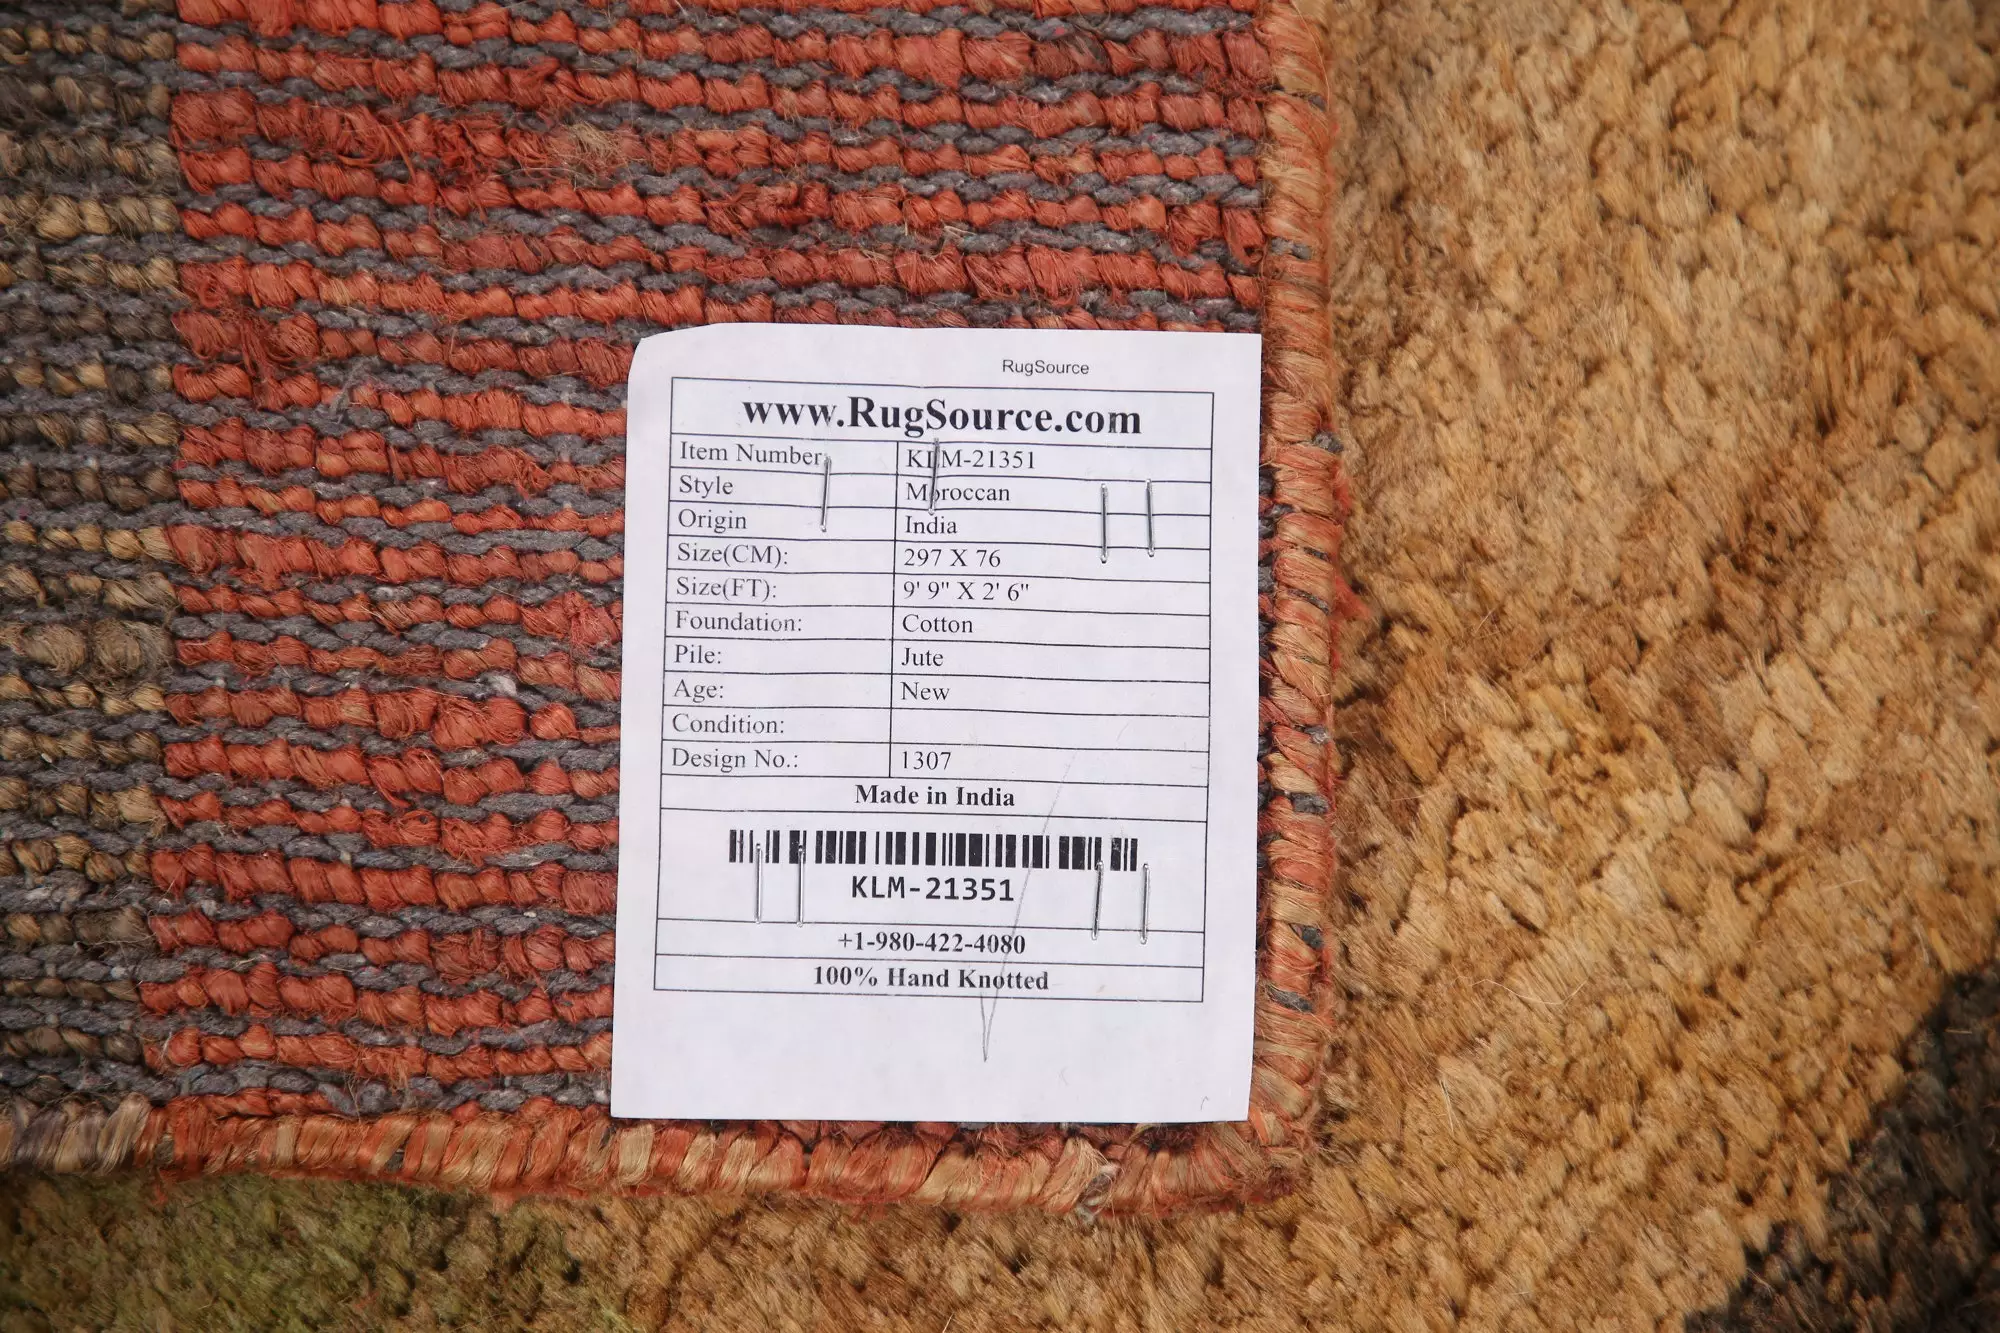 RugSource
www.RugSource.com
Item Number: KLM-21351
Style Moroccan
Origin India
Size(CM): 297 X 76
Size(FT): 9' 9" X 2' 6"
Foundation: Cotton
Pile: Jute
Age: New
Condition:
Design No.: 1307
Made in India
KLM-21351
+1-980-422-4080
100% Hand Knotted